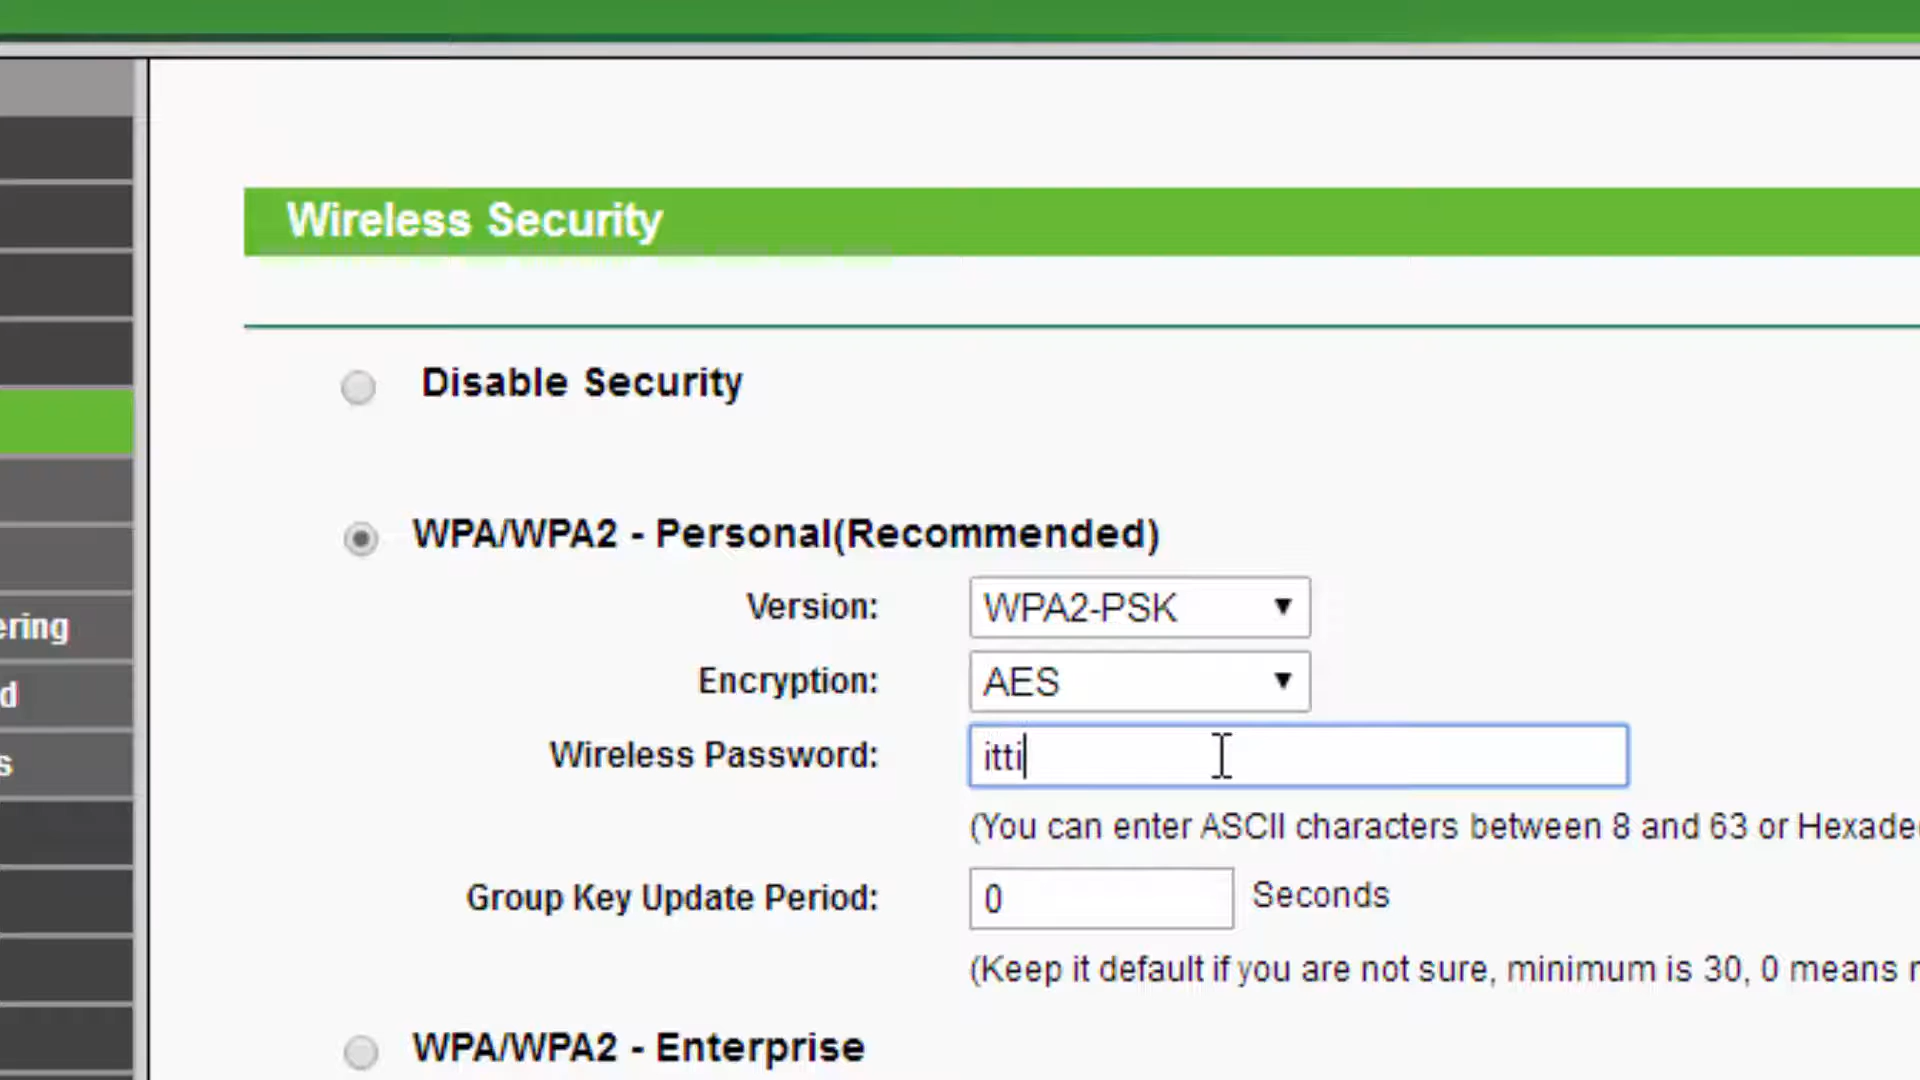 Wireless Security
Disable Security
WPA/WPA2 - Personal(Recommended)
Version: WPA2-PSK
Encryption: AES
ering
d
Wireless Password: itti
s
(You can enter ASCII characters between 8 and 63 or Hexade
Group Key Update Period: 0 Seconds
(Keep it default if you are not sure, minimum is 30, 0 means
WPA/WPA2 - Enterprise